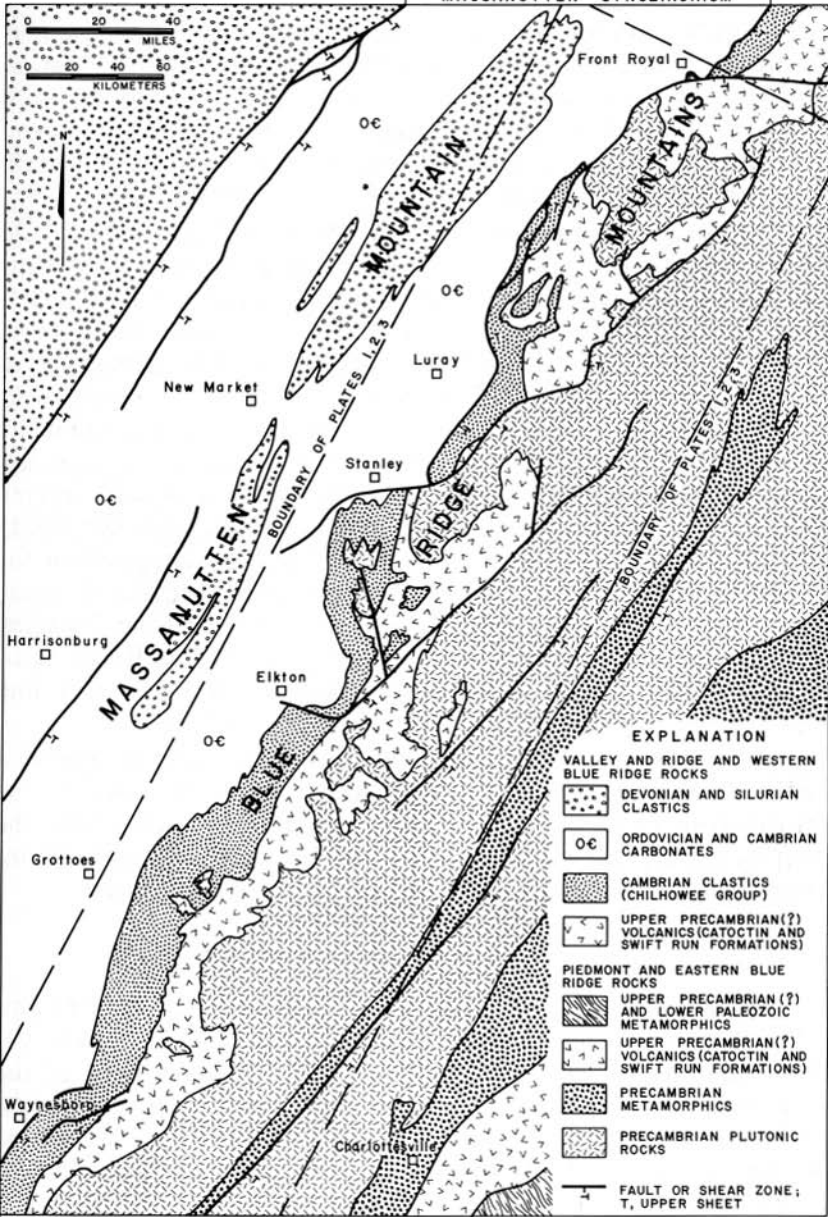 0 20 40
MILES
0 20 40 60
KILOMETERS
N
Front Royal
O€
MOUNTAINS
MOUNTAIN
O€
Luray
New Market
BOUNDARY OF PLATES 1,2,3
Stanley
RIDGE
BOUNDARY OF PLATES 1,2,3
O€
MASSANUTTEN
Harrisonburg
Elkton
O€
BLUE
Grottoes
Waynesboro
Charlottesville
EXPLANATION
VALLEY AND RIDGE AND WESTERN
BLUE RIDGE ROCKS
DEVONIAN AND SILURIAN
CLASTICS
O€ ORDOVICIAN AND CAMBRIAN
CARBONATES
CAMBRIAN CLASTICS
(CHILHOWEE GROUP)
UPPER PRECAMBRIAN(?)
VOLCANICS (CATOCTIN AND
SWIFT RUN FORMATIONS)
PIEDMONT AND EASTERN BLUE
RIDGE ROCKS
UPPER PRECAMBRIAN(?)
AND LOWER PALEOZOIC
METAMORPHICS
UPPER PRECAMBRIAN(?)
VOLCANICS (CATOCTIN AND
SWIFT RUN FORMATIONS)
PRECAMBRIAN
METAMORPHICS
PRECAMBRIAN PLUTONIC
ROCKS
T FAULT OR SHEAR ZONE;
T, UPPER SHEET